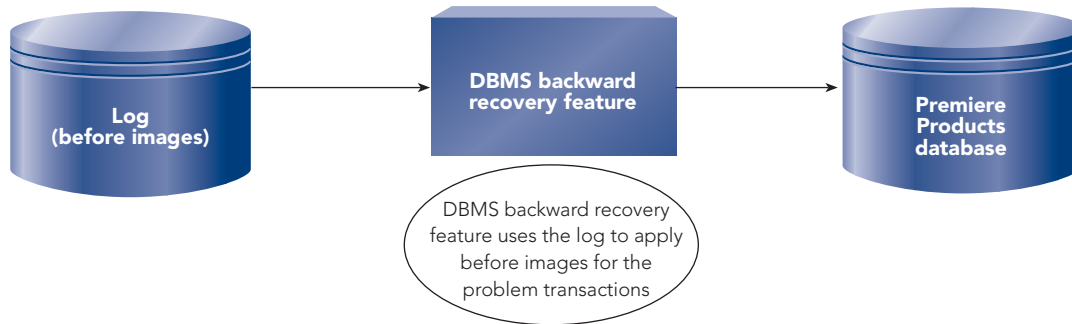 Log
(before images)
DBMS backward
recovery feature
Premiere
Products
database
DBMS backward recovery
feature uses the log to apply
before images for the
problem transactions